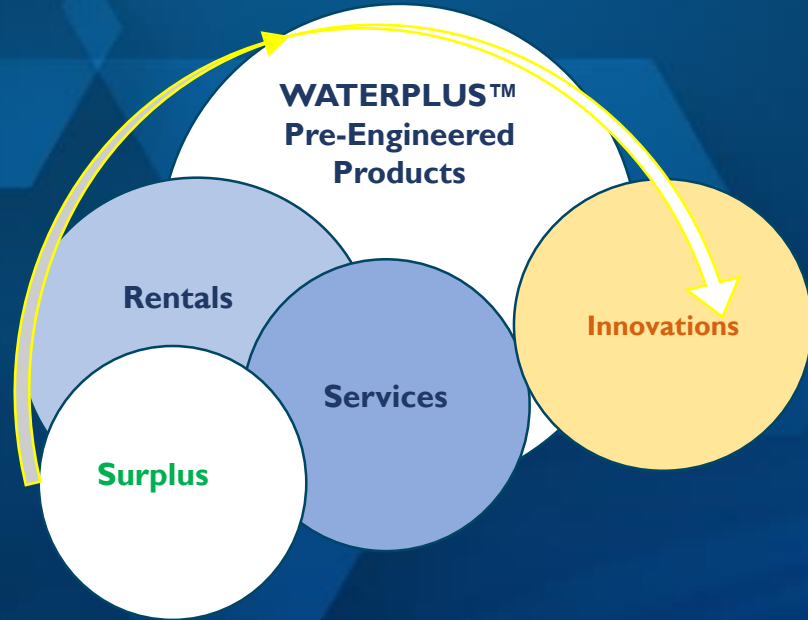 WATERPLUS™
Pre-Engineered
Products
Rentals
Innovations
Services
Surplus